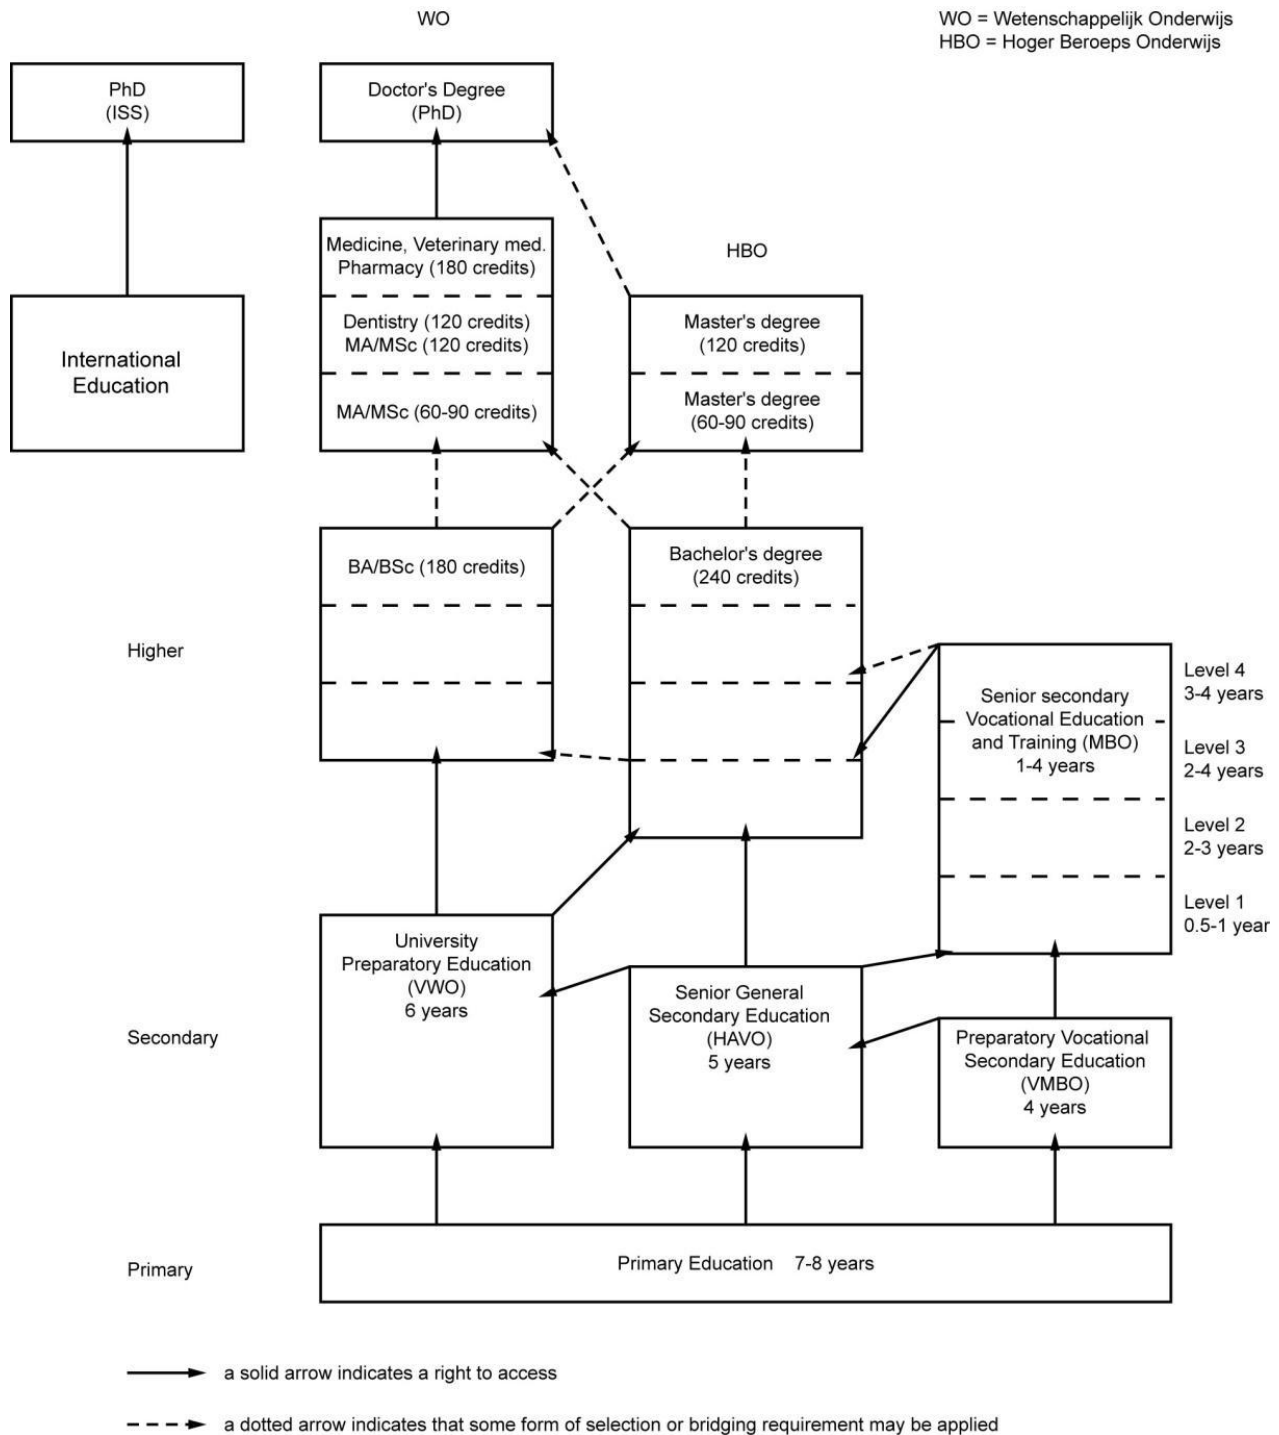 WO
WO = Wetenschappelijk Onderwijs
HBO = Hoger Beroeps Onderwijs
PhD
(ISS)
Doctor's Degree
(PhD)
Medicine, Veterinary med.
Pharmacy (180 credits)
HBO
International
Education
Dentistry (120 credits)
MA/MSc (120 credits)
MA/MSc (60-90 credits)
Master's degree
(120 credits)
Master's degree
(60-90 credits)
BA/BSc (180 credits)
Bachelor's degree
(240 credits)
Higher
Senior secondary
Vocational Education
and Training (MBO)
1-4 years
Level 4
3-4 years
Level 3
2-4 years
Level 2
2-3 years
Level 1
0.5-1 year
University
Preparatory Education
(VWO)
6 years
Senior General
Secondary Education
(HAVO)
5 years
Secondary
Preparatory Vocational
Secondary Education
(VMBO)
4 years
Primary
Primary Education 7-8 years
a solid arrow indicates a right to access
a dotted arrow indicates that some form of selection or bridging requirement may be applied